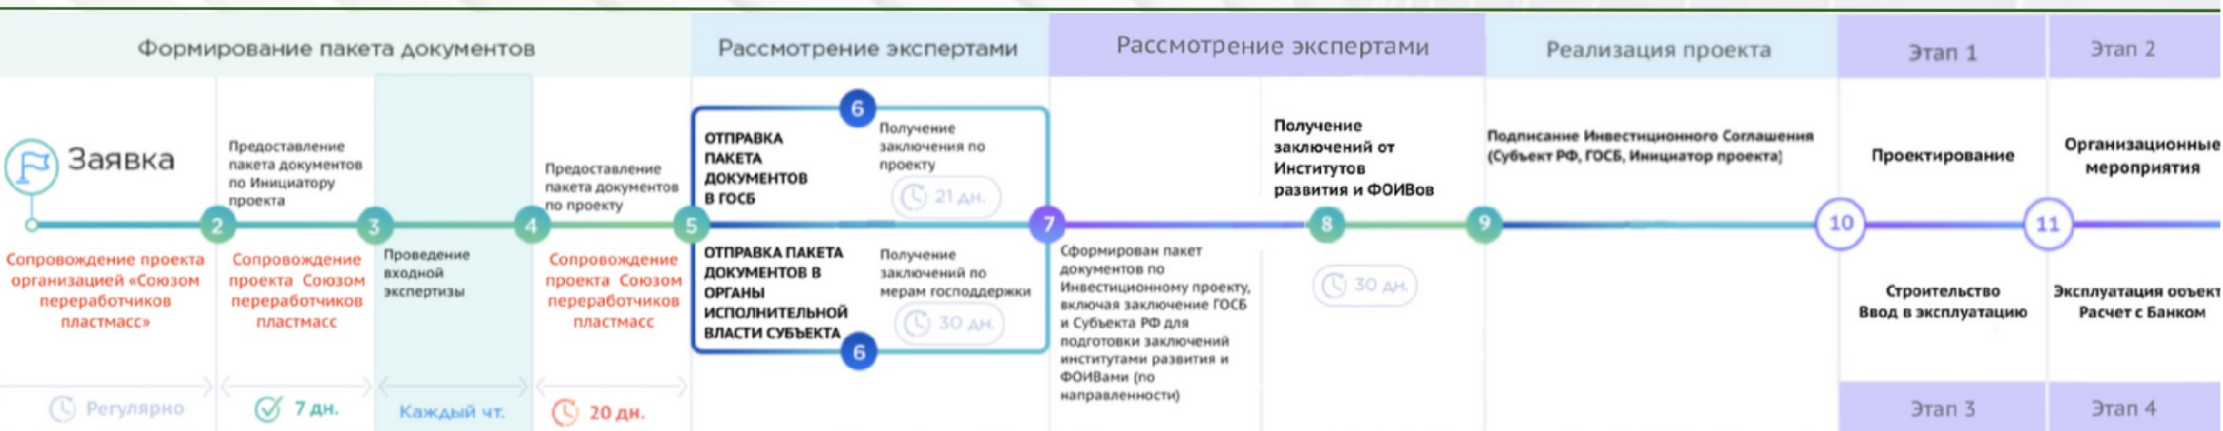 Формирование пакета документов
Рассмотрение экспертами
Рассмотрение экспертами
Реализация проекта
Этап 1
Этап 2
Заявка
Сопровождение проекта
организацией «Союзом
переработчиков
пластмасс»
Регулярно
2
Предоставление
пакета документов
по Инициатору
проекта
Сопровождение
проекта Союзом
переработчиков
пластмасс
7 дн.
3
Проведение
входной
экспертизы
Каждый чт.
4
Предоставление
пакета документов
по проекту
Сопровождение
проекта Союзом
переработчиков
пластмасс
20 дн.
5
6
ОТПРАВКА
ПАКЕТА
ДОКУМЕНТОВ
В ГОСБ
Получение
заключения по
проекту
21 дн.
ОТПРАВКА ПАКЕТА
ДОКУМЕНТОВ В
ОРГАНЫ
ИСПОЛНИТЕЛЬНОЙ
ВЛАСТИ СУБЪЕКТА
Получение
заключений по
мерам господдержки
30 дн.
6
7
Сформирован пакет
документов по
Инвестиционному проекту,
включая заключение ГОСБ
и Субъекта РФ для
подготовки заключений
институтами развития и
ФОИВами (по
направленности)
Получение
заключений от
Институтов
развития и ФОИВов
8
30 дн.
9
Подписание Инвестиционного Соглашения
(Субъект РФ, ГОСБ, Инициатор проекта)
10
Проектирование
Строительство
Ввод в эксплуатацию
11
Организационные
мероприятия
Эксплуатация объект
Расчет с Банком
Этап 3
Этап 4